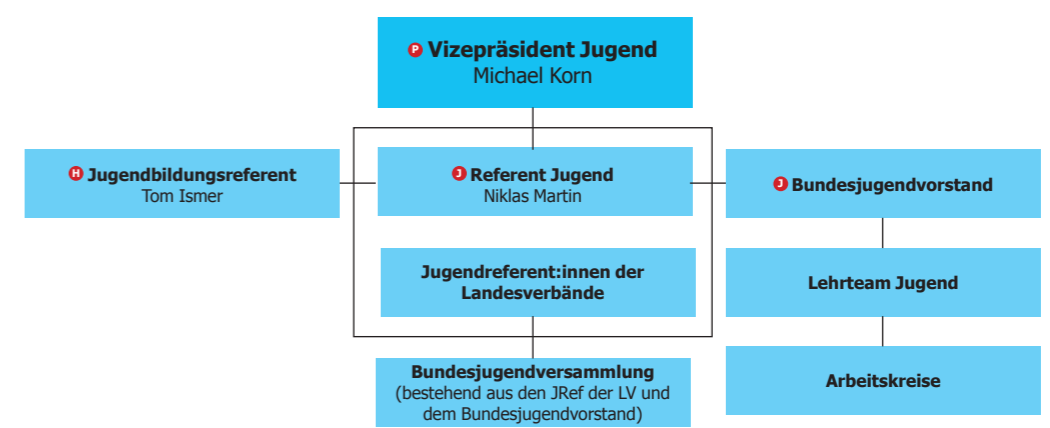 P Vizepräsident Jugend
Michael Korn
H Jugendbildungsreferent
Tom Ismer
J Referent Jugend
Niklas Martin
J Bundesjugendvorstand
Jugendreferent:innen der
Landesverbände
Lehrteam Jugend
Bundesjugendversammlung
(bestehend aus den JRef der LV und
dem Bundesjugendvorstand)
Arbeitskreise